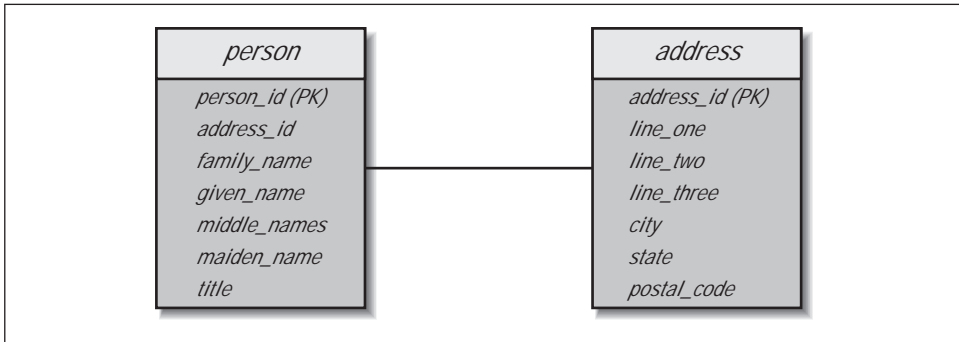 person
person_id (PK)
address_id
family_name
given_name
middle_names
maiden_name
title
address
address_id (PK)
line_one
line_two
line_three
city
state
postal_code